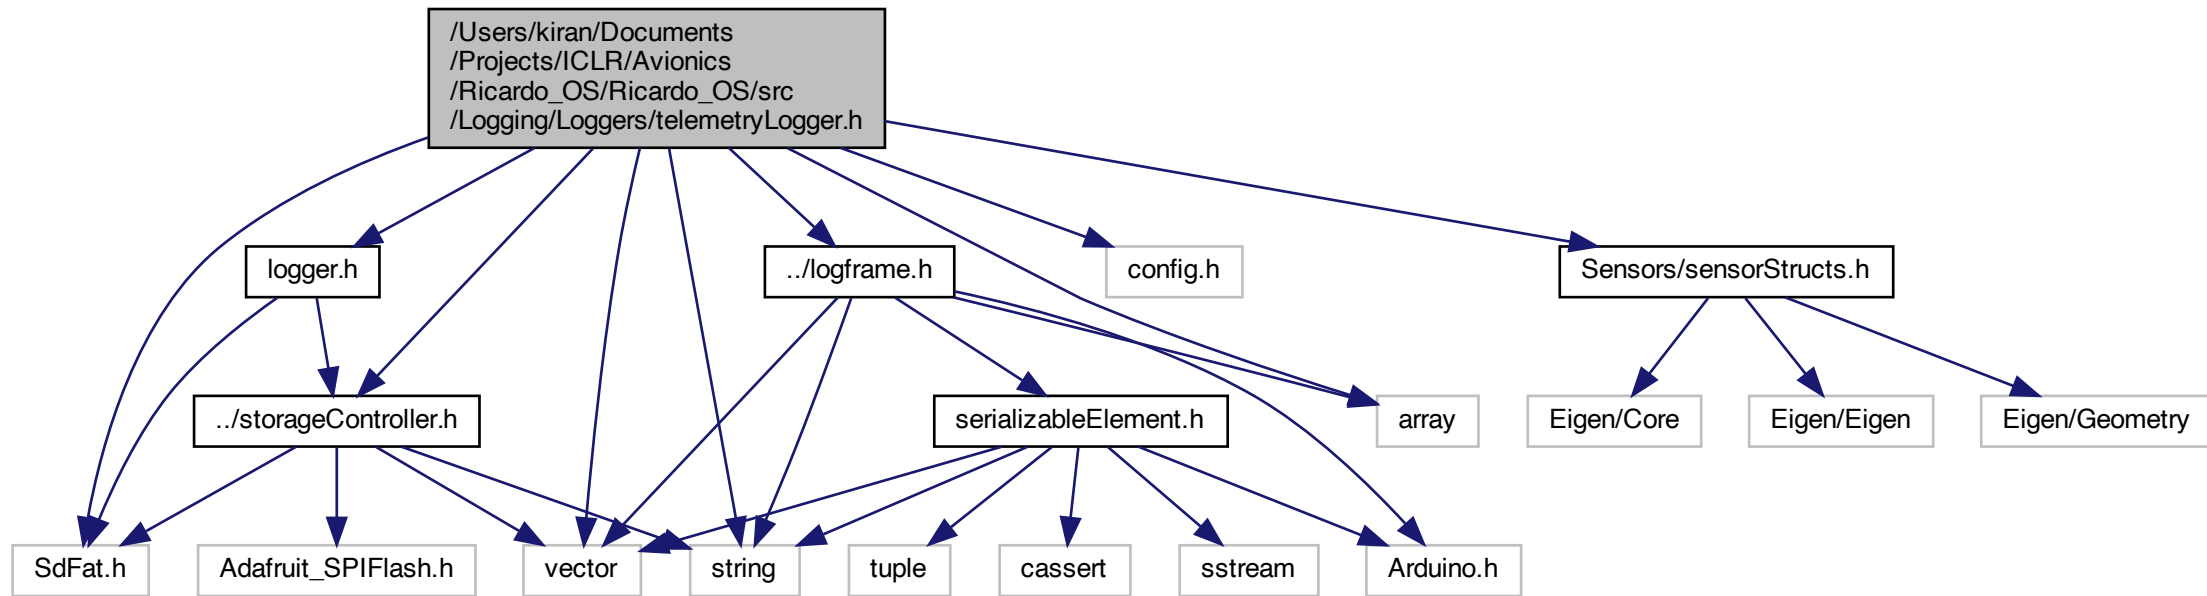 /Users/kiran/Documents
/Projects/ICLR/Avionics
/Ricardo_OS/Ricardo_OS/src
/Logging/Loggers/telemetryLogger.h
logger.h
../logframe.h
config.h
Sensors/sensorStructs.h
../storageController.h
serializableElement.h
array
Eigen/Core
Eigen/Eigen
Eigen/Geometry
SdFat.h
Adafruit_SPIFlash.h
vector
string
tuple
cassert
sstream
Arduino.h